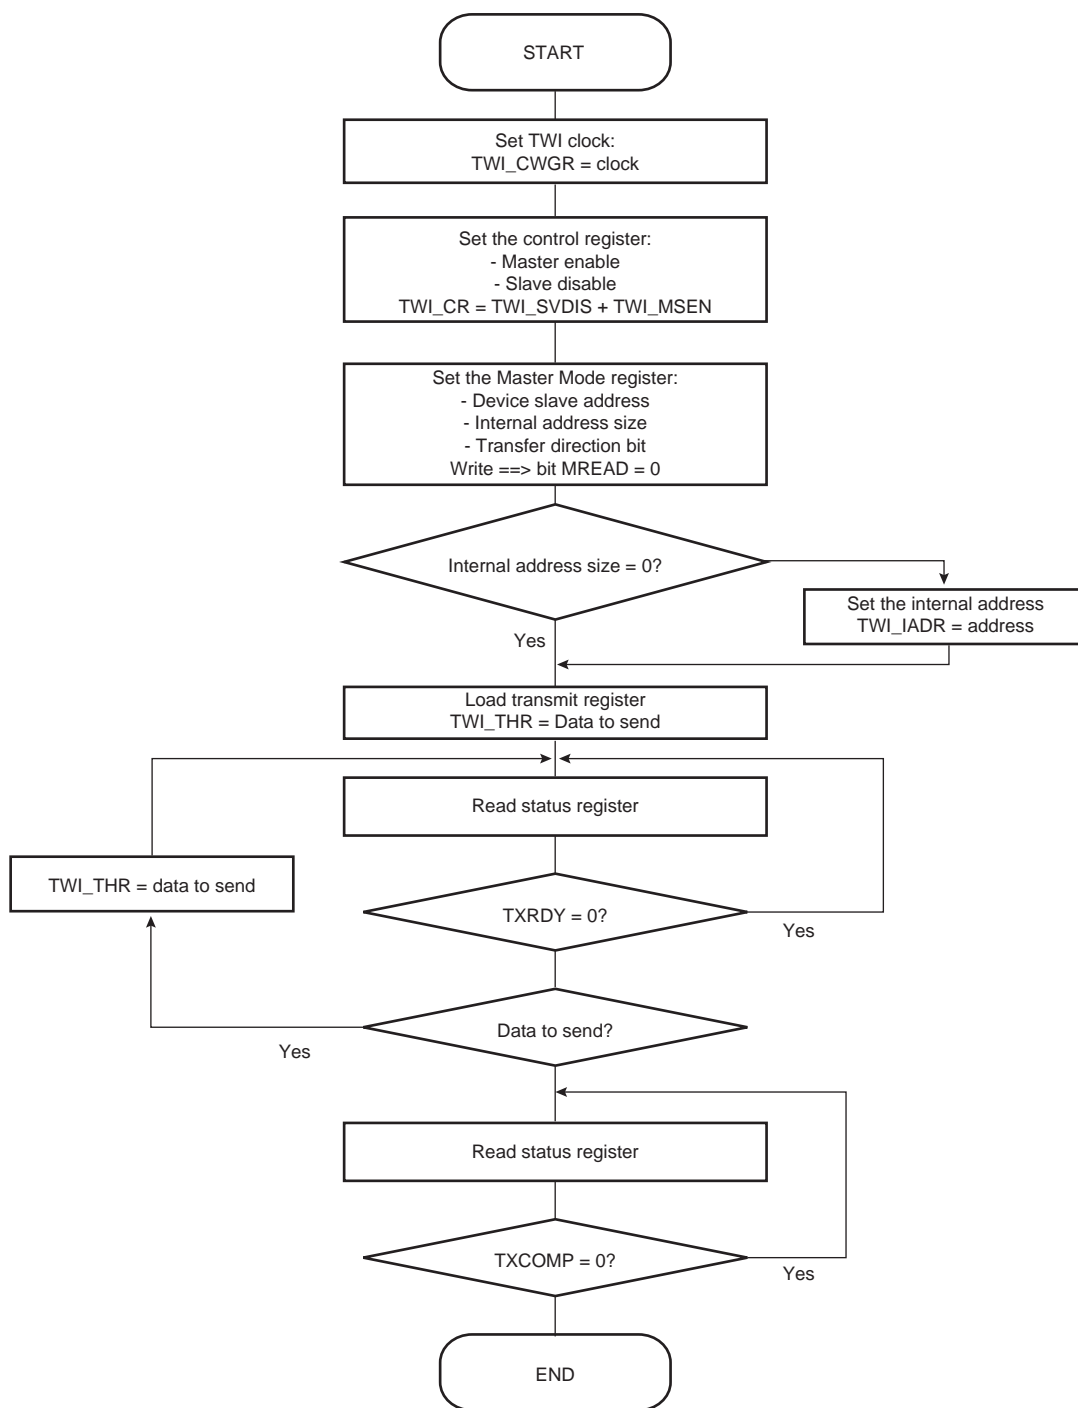 START
Set TWI clock:
TWI_CWGR = clock
Set the control register:
- Master enable
- Slave disable
TWI_CR = TWI_SVDIS + TWI_MSEN
Set the Master Mode register:
- Device slave address
- Internal address size
- Transfer direction bit
Write ==> bit MREAD = 0
Internal address size = 0?
Set the internal address
TWI_IADR = address
Yes
Load transmit register
TWI_THR = Data to send
Read status register
TWI_THR = data to send
TXRDY = 0?
Yes
Data to send?
Yes
Read status register
TXCOMP = 0?
Yes
END